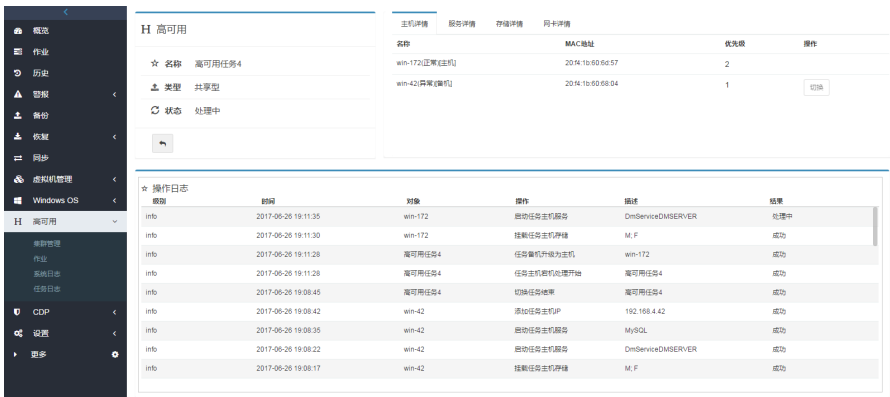 概览
作业
历史
警报
备份
恢复
同步
虚拟机管理
Windows OS
高可用
集群管理
作业
系统日志
任务日志
CDP
设置
更多
H 高可用
名称 高可用任务4
类型 共享型
状态 处理中
主机详情 服务详情 存储详情 网卡详情
名称 MAC地址 优先级 操作
win-172(正常)[主机] 20:f4:1b:60:6d:57 2
win-42(异常)[备机] 20:f4:1b:60:68:04 1 切换
操作日志
级别 时间 对象 操作 描述 结果
info 2017-06-26 19:11:35 win-172 启动任务主机服务 DmServiceDMSERVER 处理中
info 2017-06-26 19:11:30 win-172 挂载任务主机存储 M; F 成功
info 2017-06-26 19:11:28 高可用任务4 任务备机升级为主机 win-172 成功
info 2017-06-26 19:11:28 高可用任务4 任务主机宕机处理开始 高可用任务4 成功
info 2017-06-26 19:08:45 高可用任务4 切换任务结束 高可用任务4 成功
info 2017-06-26 19:08:42 win-42 添加任务主机IP 192.168.4.42 成功
info 2017-06-26 19:08:35 win-42 启动任务主机服务 MySQL 成功
info 2017-06-26 19:08:22 win-42 启动任务主机服务 DmServiceDMSERVER 成功
info 2017-06-26 19:08:17 win-42 挂载任务主机存储 M; F 成功